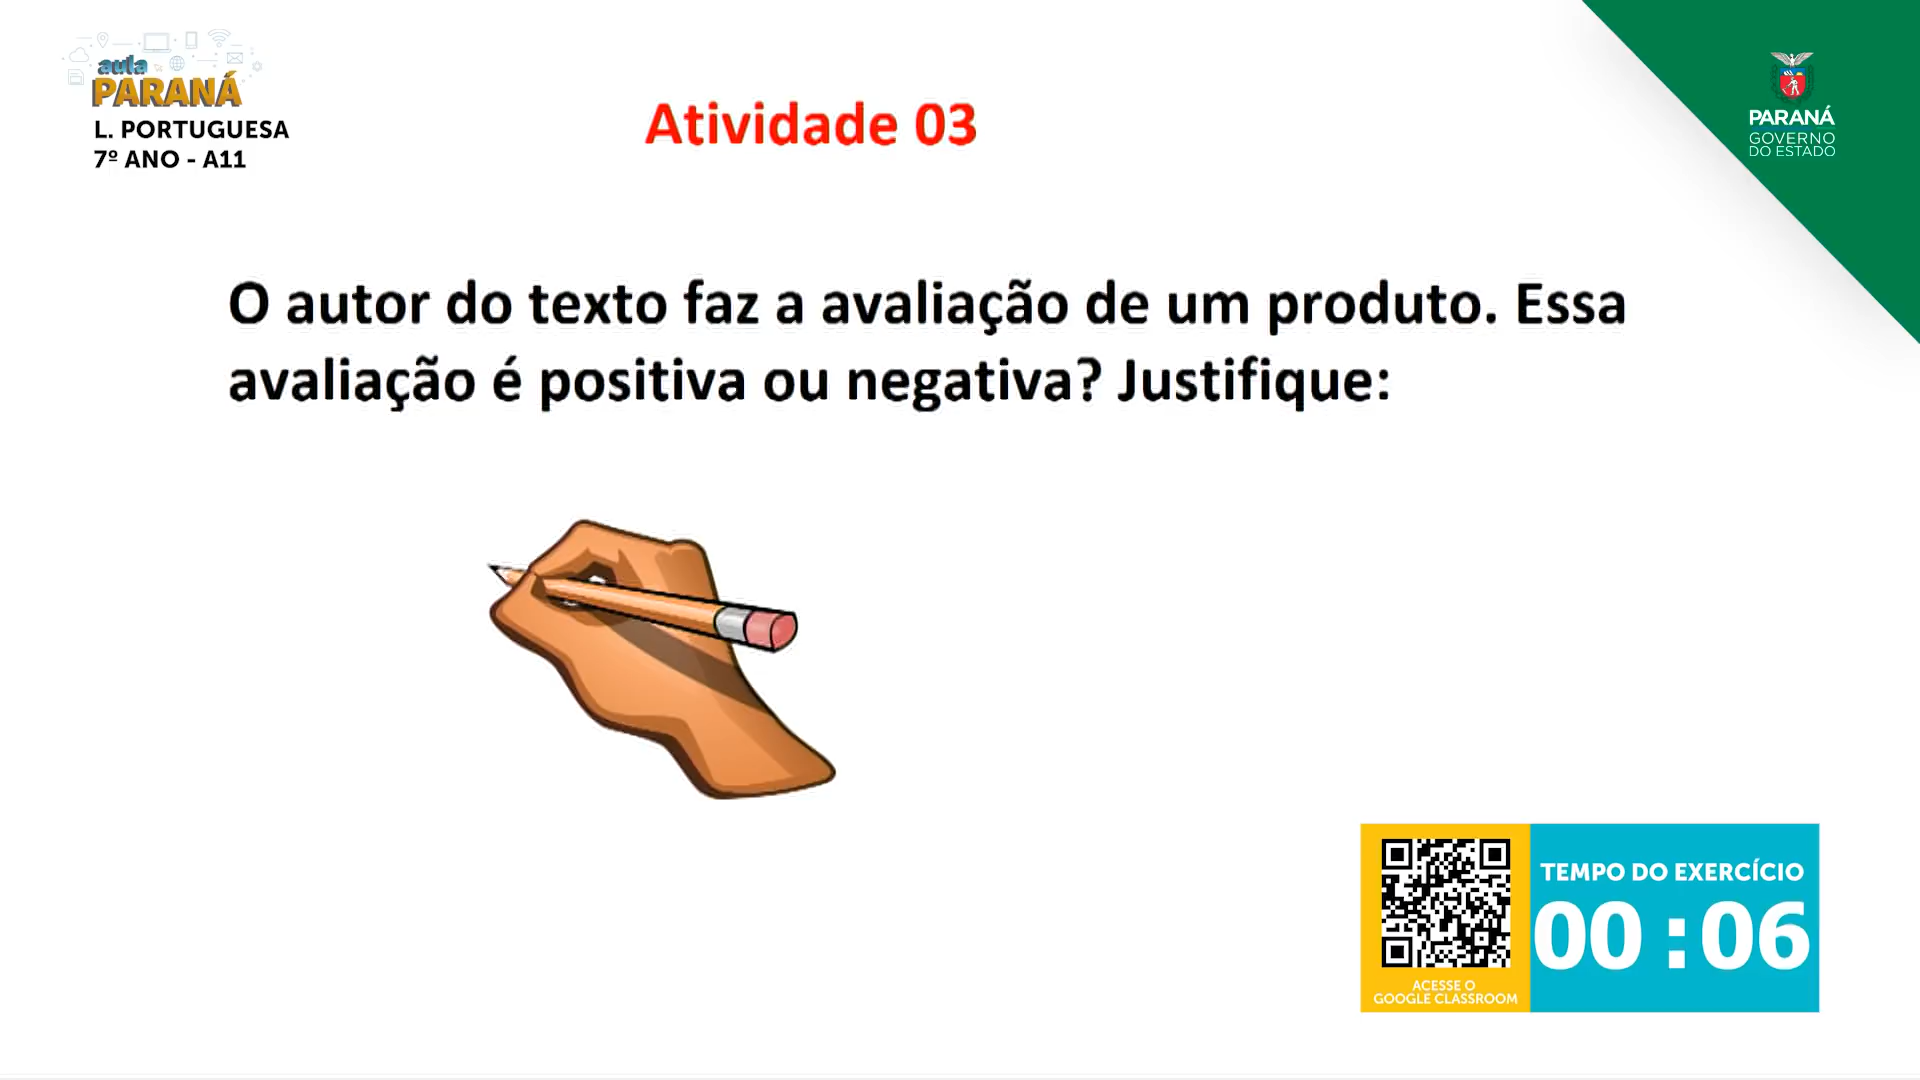 aula
PARANÁ
L. PORTUGUESA
7º ANO - A11
Atividade 03
PARANÁ
GOVERNO
DO ESTADO
O autor do texto faz a avaliação de um produto. Essa
avaliação é positiva ou negativa? Justifique:
TEMPO DO EXERCÍCIO
00:06
ACESSE O
GOOGLE CLASSROOM